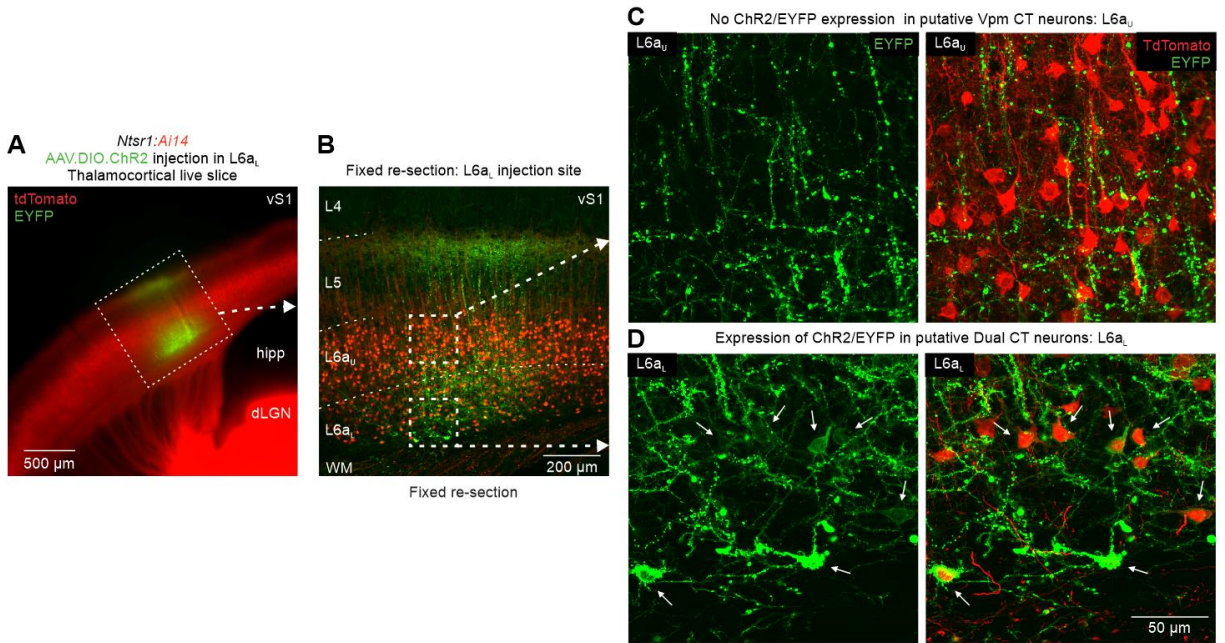 A
Ntsr1:Ai14
AAV.DIO.ChR2 injection in L6aL
Thalamocortical live slice
tdTomato
EYFP
vS1
hipp
dLGN
500 µm
B
Fixed re-section: L6aL injection site
vS1
L4
L5
L6aU
L6aL
WM
200 µm
Fixed re-section
C
No ChR2/EYFP expression in putative Vpm CT neurons: L6aU
L6aU
EYFP
L6aU
TdTomato
EYFP
D
Expression of ChR2/EYFP in putative Dual CT neurons: L6aL
L6aL
L6aL
50 µm